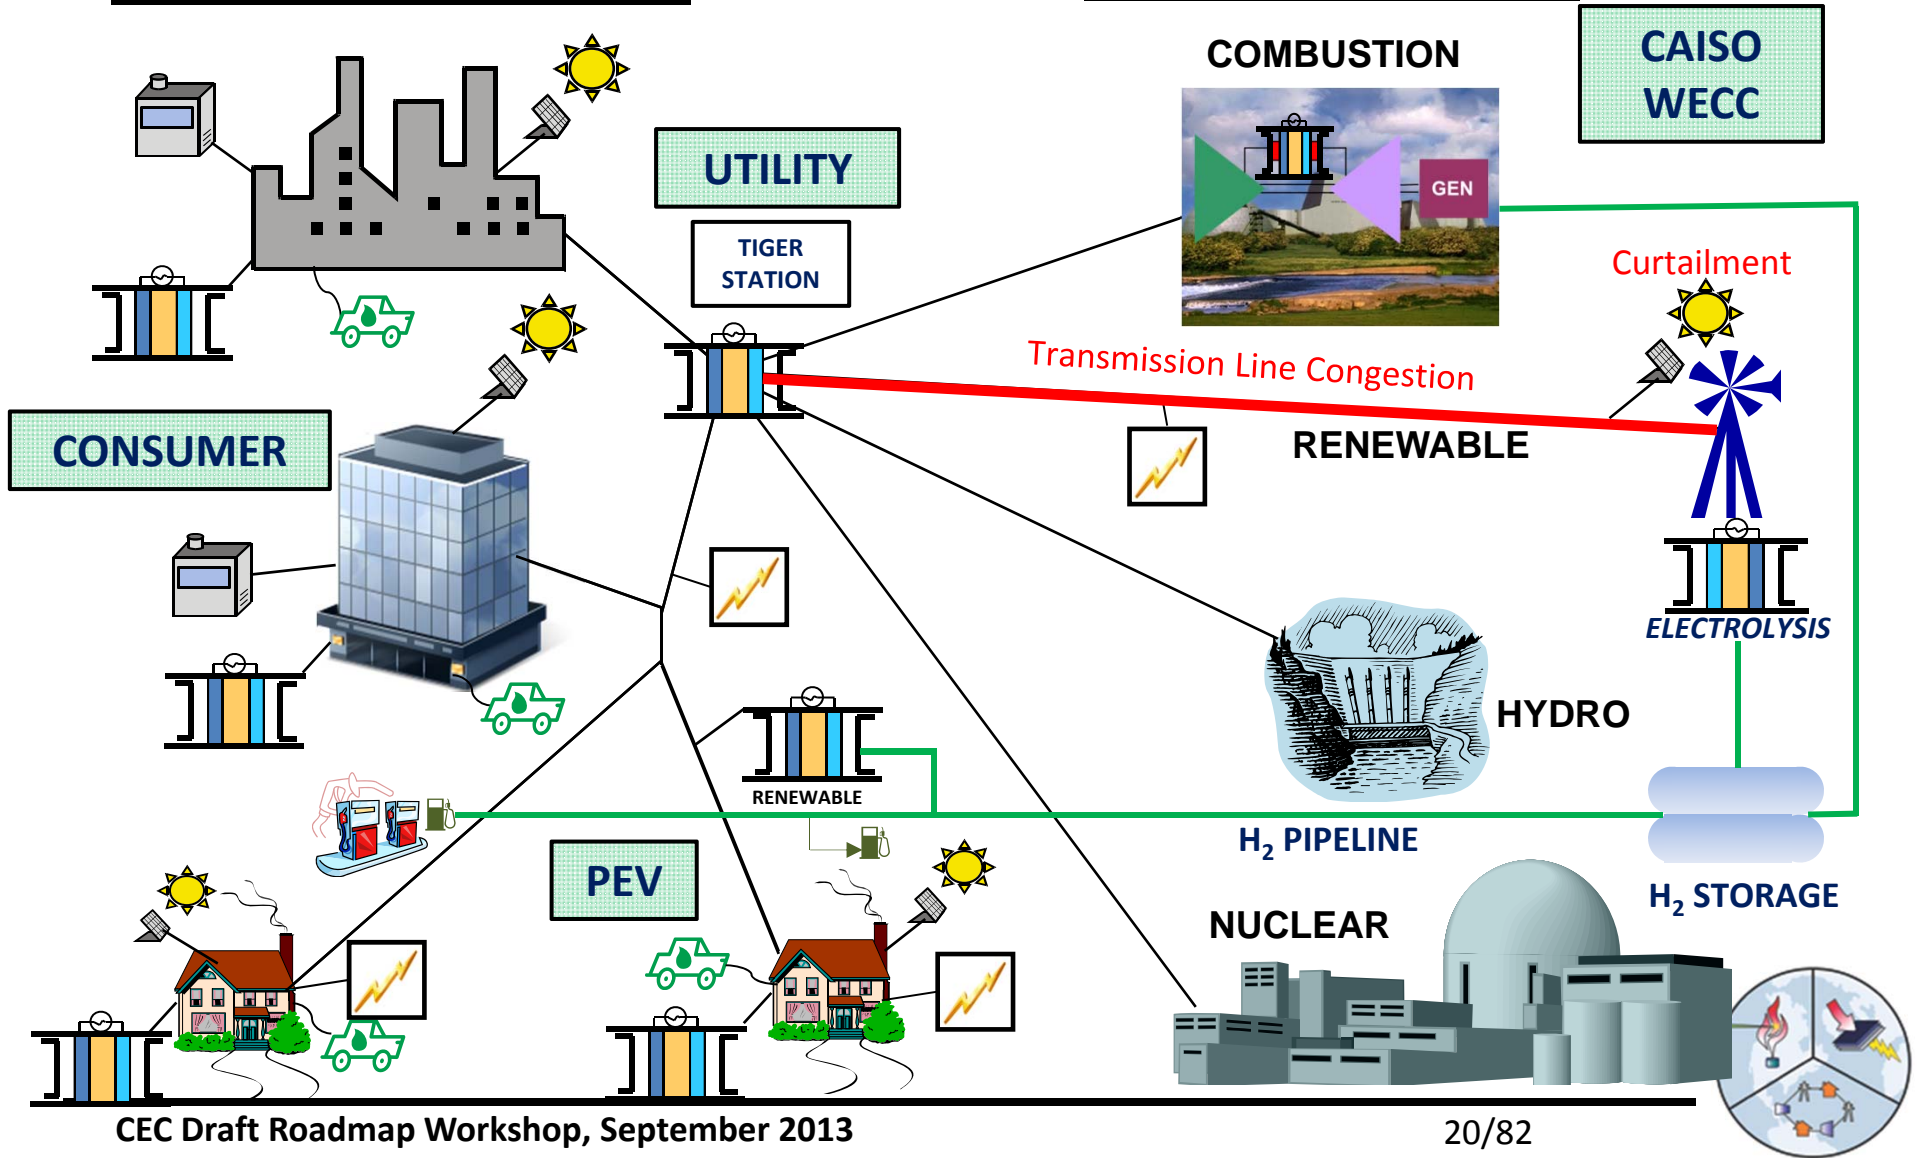 COMBUSTION
CAISO
WECC
UTILITY
GEN
TIGER
STATION
Curtailment
Transmission Line Congestion
CONSUMER
RENEWABLE
ELECTROLYSIS
HYDRO
RENEWABLE
H₂ PIPELINE
PEV
H₂ STORAGE
NUCLEAR
CEC Draft Roadmap Workshop, September 2013
20/82